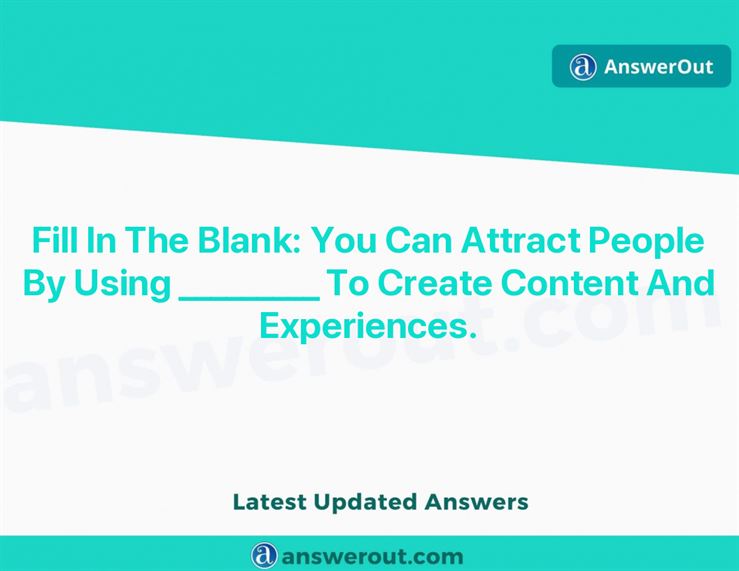 AnswerOut
Fill In The Blank: You Can Attract People
By Using ________ To Create Content And
Experiences.
answerout.com
Latest Updated Answers
answerout.com